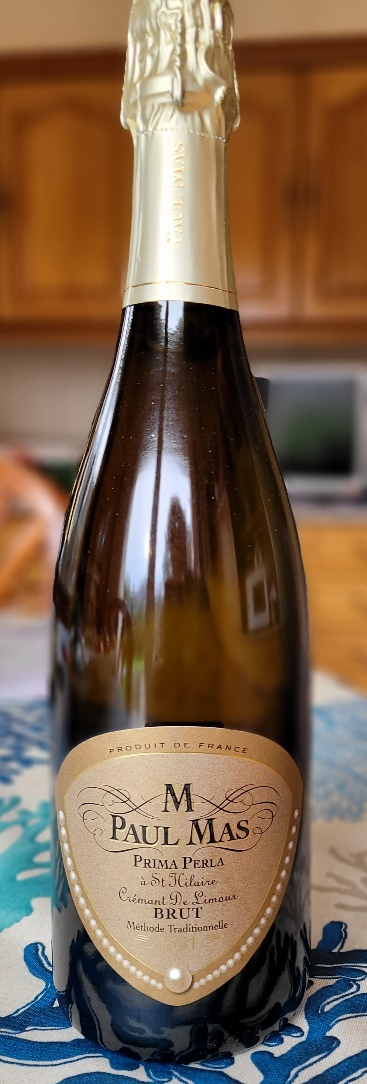 PAUL MAS
PRODUIT DE FRANCE
M
PAUL MAS
PRIMA PERLA
à St Hilaire
Crémant De Limoux
BRUT
Méthode Traditionnelle